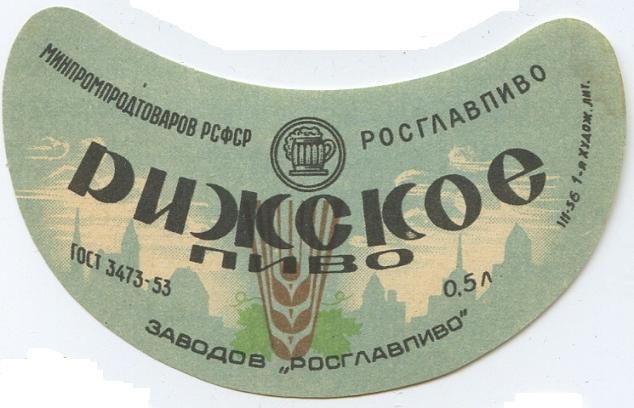 МИНПРОМПРОДТОВАРОВ РСФСР
РОСГЛАВПИВО
РИЖСКОЕ
ПИВО
ГОСТ 3473-53
0,5 л
ЗАВОДОВ „РОСГЛАВПИВО"
III-56 1-я ХУДОЖ. ЛИТ.